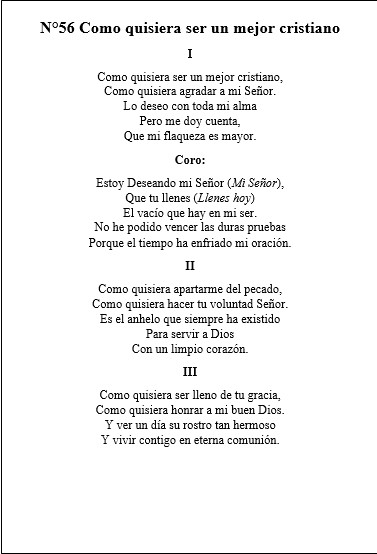 N°56 Como quisiera ser un mejor cristiano
I
Como quisiera ser un mejor cristiano,
Como quisiera agradar a mi Señor.
Lo deseo con toda mi alma
Pero me doy cuenta,
Que mi flaqueza es mayor.
Coro:
Estoy Deseando mi Señor (Mi Señor),
Que tu llenes (Llenes hoy)
El vacío que hay en mi ser.
No he podido vencer las duras pruebas
Porque el tiempo ha enfriado mi oración.
II
Como quisiera apartarme del pecado,
Como quisiera hacer tu voluntad Señor.
Es el anhelo que siempre ha existido
Para servir a Dios
Con un limpio corazón.
III
Como quisiera ser lleno de tu gracia,
Como quisiera honrar a mi buen Dios.
Y ver un día su rostro tan hermoso
Y vivir contigo en eterna comunión.